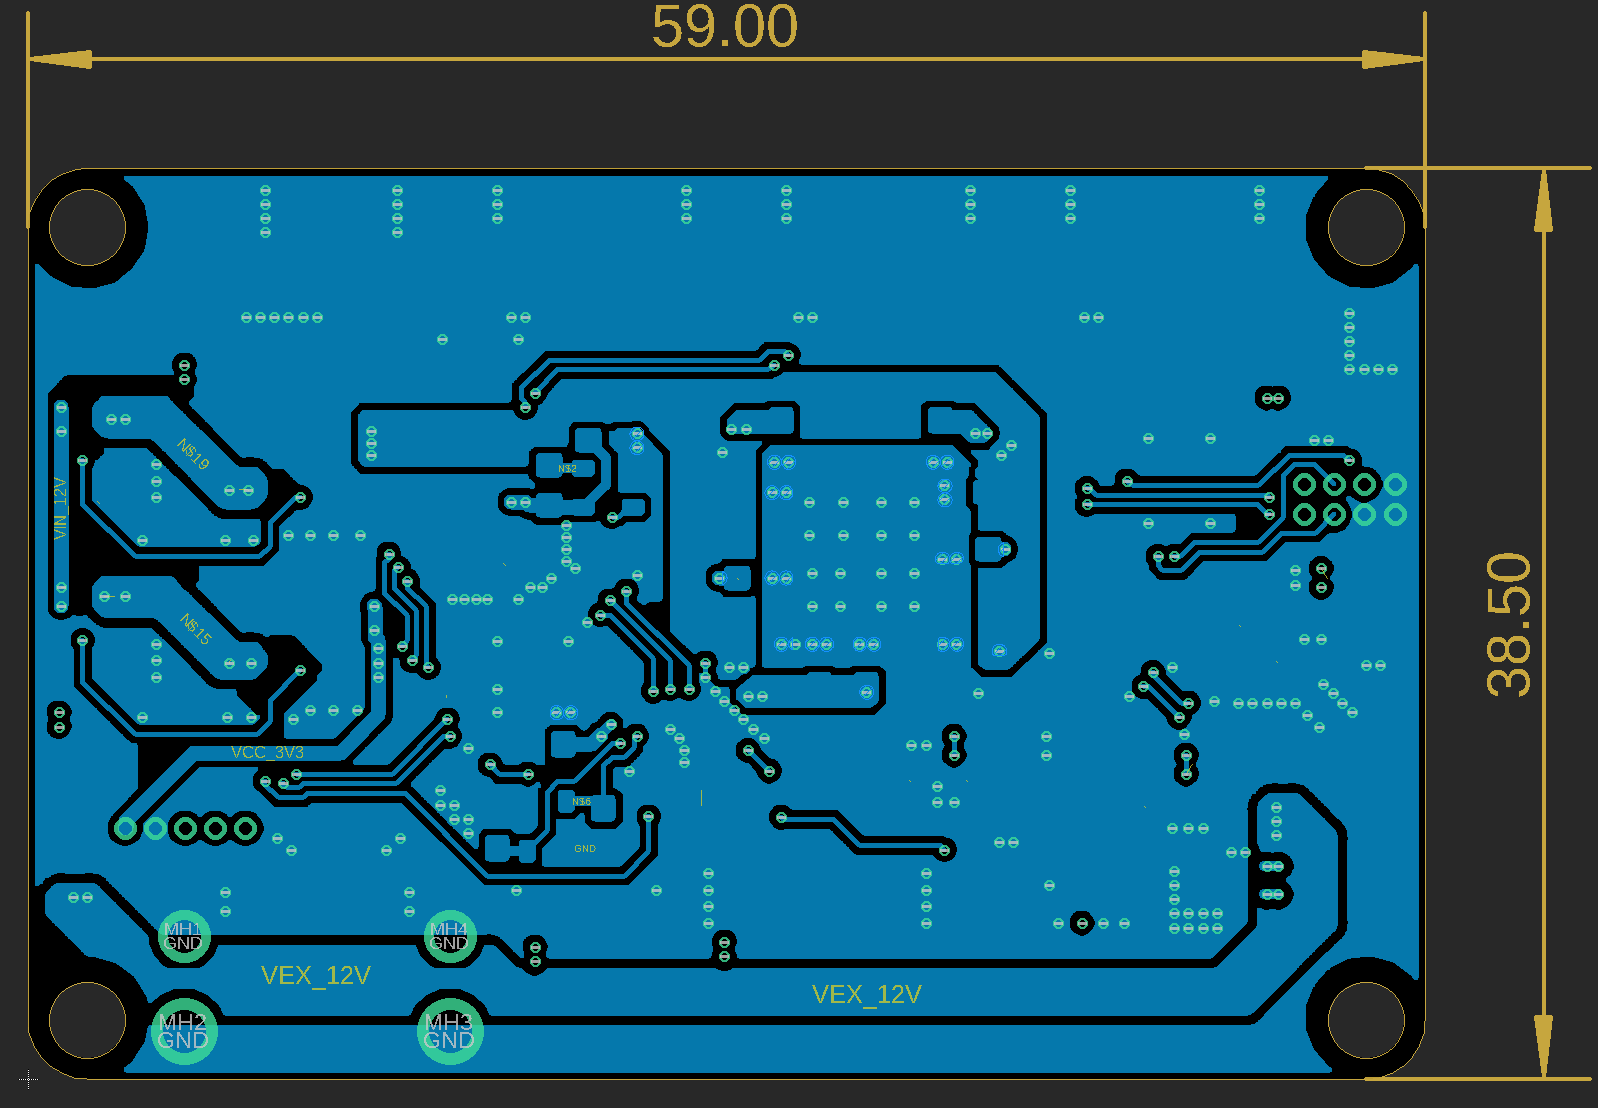 59.00
38.50
N$19
N$2
VIN_12V
N$15
VCC_3V3
N$6
GND
MH1
GND
MH4
GND
VEX_12V
VEX_12V
MH2
GND
MH3
GND